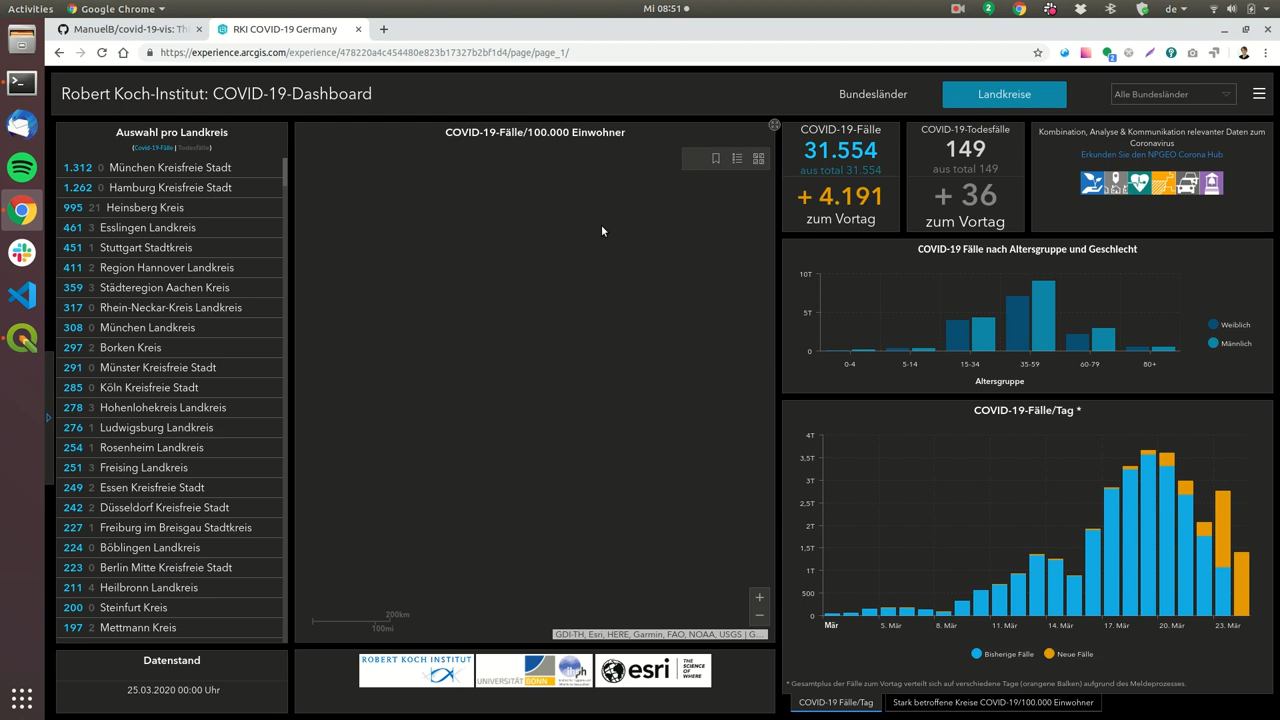 Activities
Google Chrome
Mi 08:51
2
de
ManuelB/covid-19-vis: Th
RKI COVID-19 Germany
https://experience.arcgis.com/experience/478220a4c454480e823b17327b2bf1d4/page/page_1/
2
Robert Koch-Institut: COVID-19-Dashboard
Bundesländer
Landkreise
Alle Bundesländer
Auswahl pro Landkreis
(Covid-19-Fälle | Todesfälle)
1.312 0 München Kreisfreie Stadt
1.262 0 Hamburg Kreisfreie Stadt
995 21 Heinsberg Kreis
461 3 Esslingen Landkreis
451 1 Stuttgart Stadtkreis
411 2 Region Hannover Landkreis
359 3 Städteregion Aachen Kreis
317 0 Rhein-Neckar-Kreis Landkreis
308 0 München Landkreis
297 2 Borken Kreis
291 0 Münster Kreisfreie Stadt
285 0 Köln Kreisfreie Stadt
278 3 Hohenlohekreis Landkreis
276 1 Ludwigsburg Landkreis
254 1 Rosenheim Landkreis
251 3 Freising Landkreis
249 2 Essen Kreisfreie Stadt
242 2 Düsseldorf Kreisfreie Stadt
227 1 Freiburg im Breisgau Stadtkreis
224 0 Böblingen Landkreis
223 0 Berlin Mitte Kreisfreie Stadt
211 4 Heilbronn Landkreis
200 0 Steinfurt Kreis
197 2 Mettmann Kreis
Datenstand
25.03.2020 00:00 Uhr
COVID-19-Fälle/100.000 Einwohner
200km
100mi
GDI-TH, Esri, HERE, Garmin, FAO, NOAA, USGS | G...
ROBERT KOCH INSTITUT
UNIVERSITÄT BONN
esri
THE SCIENCE OF WHERE
COVID-19-Fälle
31.554
aus total 31.554
+ 4.191
zum Vortag
COVID-19-Todesfälle
149
aus total 149
+ 36
zum Vortag
Kombination, Analyse & Kommunikation relevanter Daten zum
Coronavirus
Erkunden Sie den NPGEO Corona Hub
COVID-19 Fälle nach Altersgruppe und Geschlecht
10T
5T
0
0-4 5-14 15-34 35-59 60-79 80+
Altersgruppe
Weiblich
Männlich
COVID-19-Fälle/Tag *
4T
3,5T
3T
2,5T
2T
1,5T
1T
500
0
Mär 5. Mär 8. Mär 11. Mär 14. Mär 17. Mär 20. Mär 23. Mär
Bisherige Fälle
Neue Fälle
* Gesamtplus der Fälle zum Vortag verteilt sich auf verschiedene Tage (orangene Balken) aufgrund des Meldeprozesses.
COVID-19 Fälle/Tag
Stark betroffene Kreise COVID-19/100.000 Einwohner